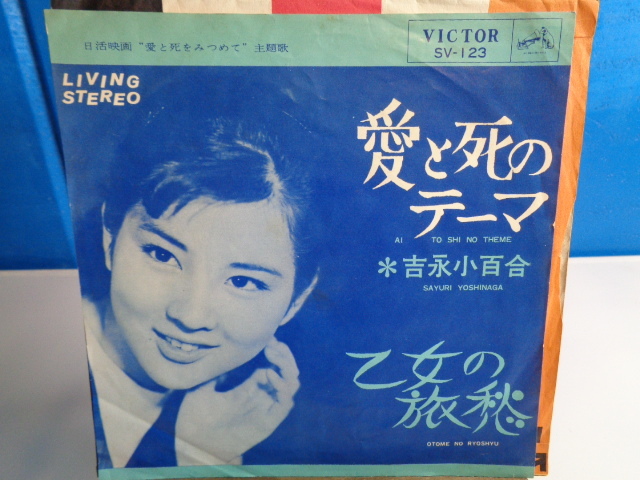 日活映画 "愛と死をみつめて" 主題歌
VICTOR
SV-123
LIVING
STEREO
愛と死の
テーマ
AI TO SHI NO THEME
＊吉永小百合
SAYURI YOSHINAGA
乙女の
旅愁
OTOME NO RYOSHYU